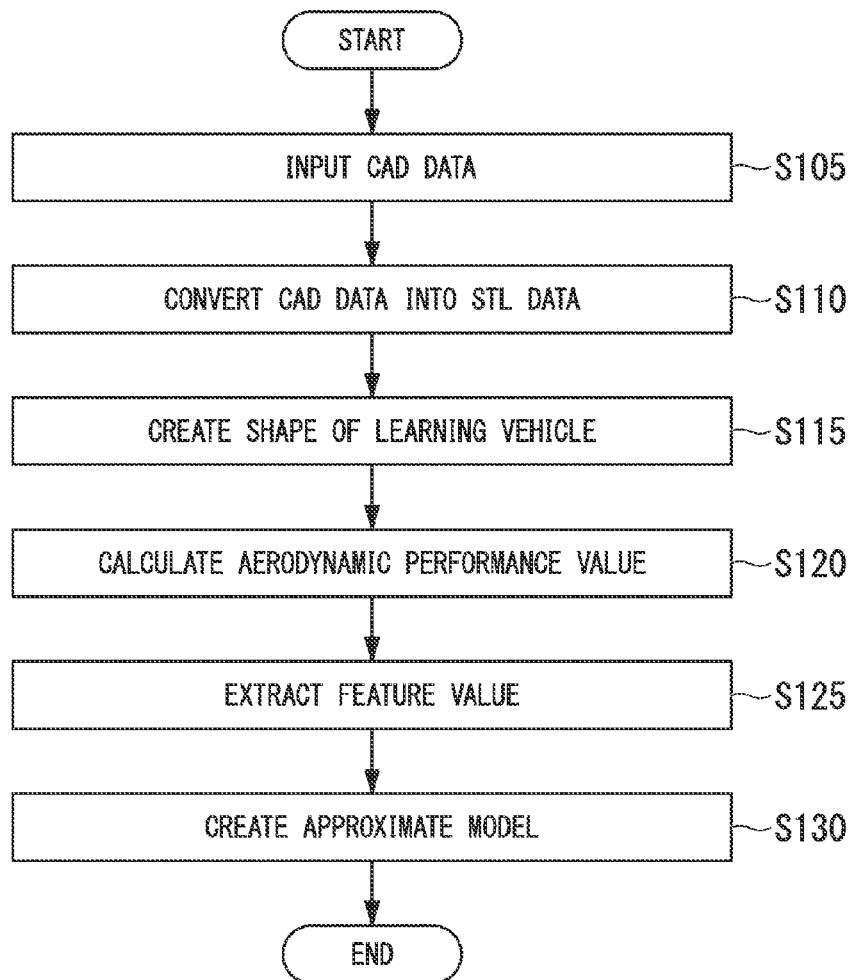 START
INPUT CAD DATA
S105
CONVERT CAD DATA INTO STL DATA
S110
CREATE SHAPE OF LEARNING VEHICLE
S115
CALCULATE AERODYNAMIC PERFORMANCE VALUE
S120
EXTRACT FEATURE VALUE
S125
CREATE APPROXIMATE MODEL
S130
END